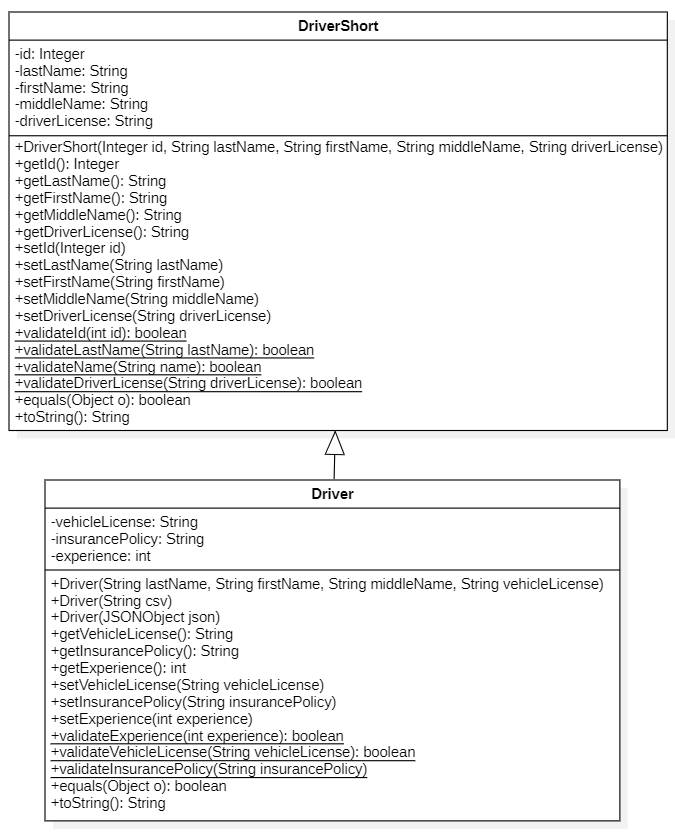 DriverShort
-id: Integer
-lastName: String
-firstName: String
-middleName: String
-driverLicense: String
+DriverShort(Integer id, String lastName, String firstName, String middleName, String driverLicense)
+getId(): Integer
+getLastName(): String
+getFirstName(): String
+getMiddleName(): String
+getDriverLicense(): String
+setId(Integer id)
+setLastName(String lastName)
+setFirstName(String firstName)
+setMiddleName(String middleName)
+setDriverLicense(String driverLicense)
+validateId(int id): boolean
+validateLastName(String lastName): boolean
+validateName(String name): boolean
+validateDriverLicense(String driverLicense): boolean
+equals(Object o): boolean
+toString(): String
Driver
-vehicleLicense: String
-insurancePolicy: String
-experience: int
+Driver(String lastName, String firstName, String middleName, String vehicleLicense)
+Driver(String csv)
+Driver(JSONObject json)
+getVehicleLicense(): String
+getInsurancePolicy(): String
+getExperience(): int
+setVehicleLicense(String vehicleLicense)
+setInsurancePolicy(String insurancePolicy)
+setExperience(int experience)
+validateExperience(int experience): boolean
+validateVehicleLicense(String vehicleLicense): boolean
+validateInsurancePolicy(String insurancePolicy)
+equals(Object o): boolean
+toString(): String